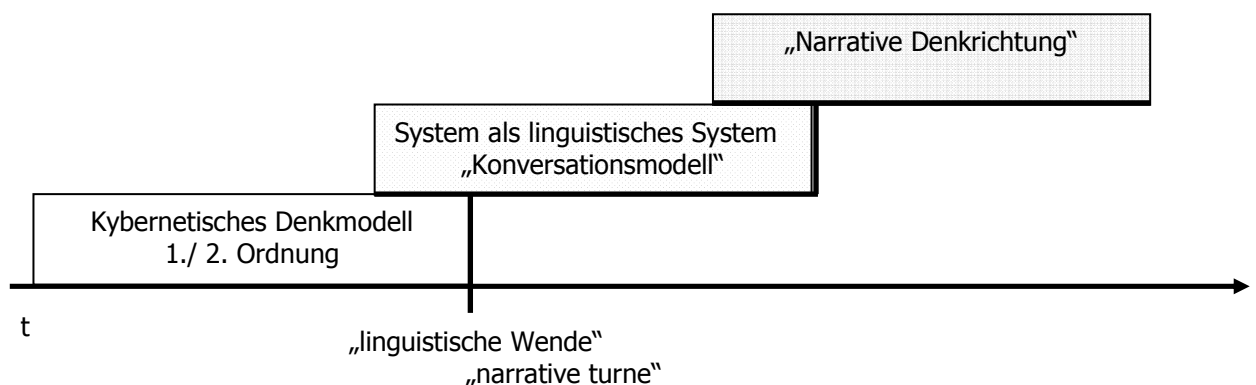 „Narrative Denkrichtung“
System als linguistisches System
„Konversationsmodell“
Kybernetisches Denkmodell
1./ 2. Ordnung
t
„linguistische Wende“
„narrative turne“